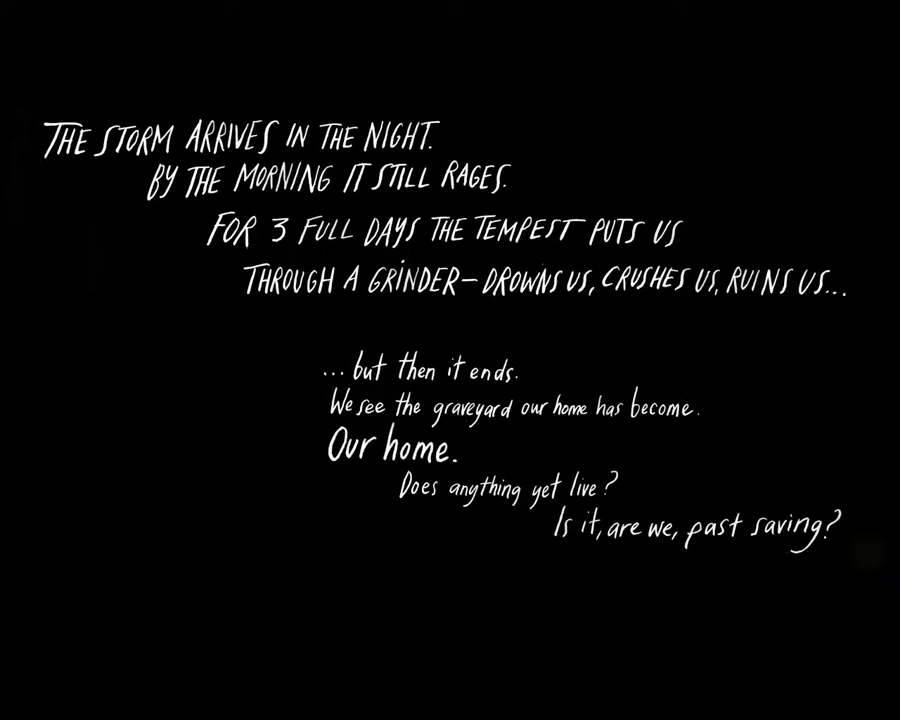 THE STORM ARRIVES IN THE NIGHT.
BY THE MORNING IT STILL RAGES.
FOR 3 FULL DAYS THE TEMPEST PUTS US
THROUGH A GRiNDER—DROWNS US, CRUSHES US, RUINS US...
...but then it ends.
We see the graveyard our home has become.
Our home.
Does anything yet live?
Is it, are we, past saving?